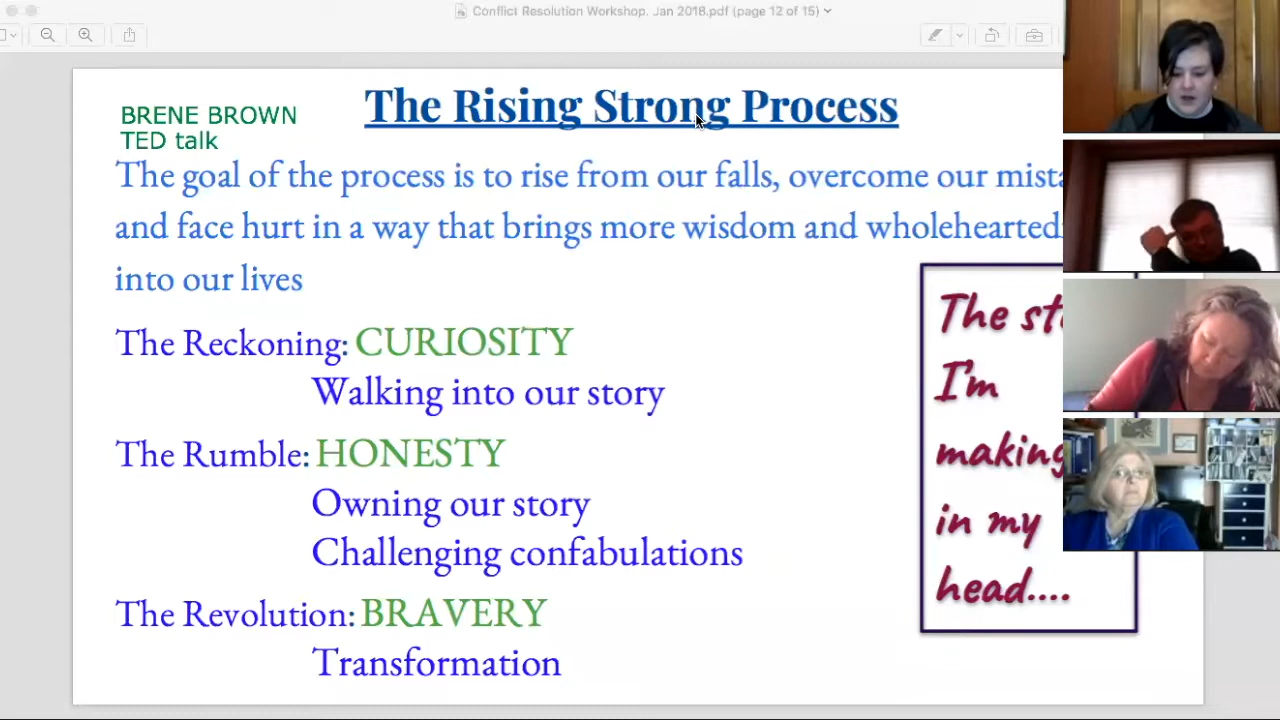 Conflict Resolution Workshop. Jan 2018.pdf (page 12 of 15)
BRENE BROWN
TED talk
The Rising Strong Process
The goal of the process is to rise from our falls, overcome our
and face hurt in a way that brings more wisdom and
into our lives
The Reckoning: CURIOSITY
Walking into our story
The Rumble: HONESTY
Owning our story
Challenging confabulations
The Revolution: BRAVERY
Transformation
The
I'm
making
in my
head....